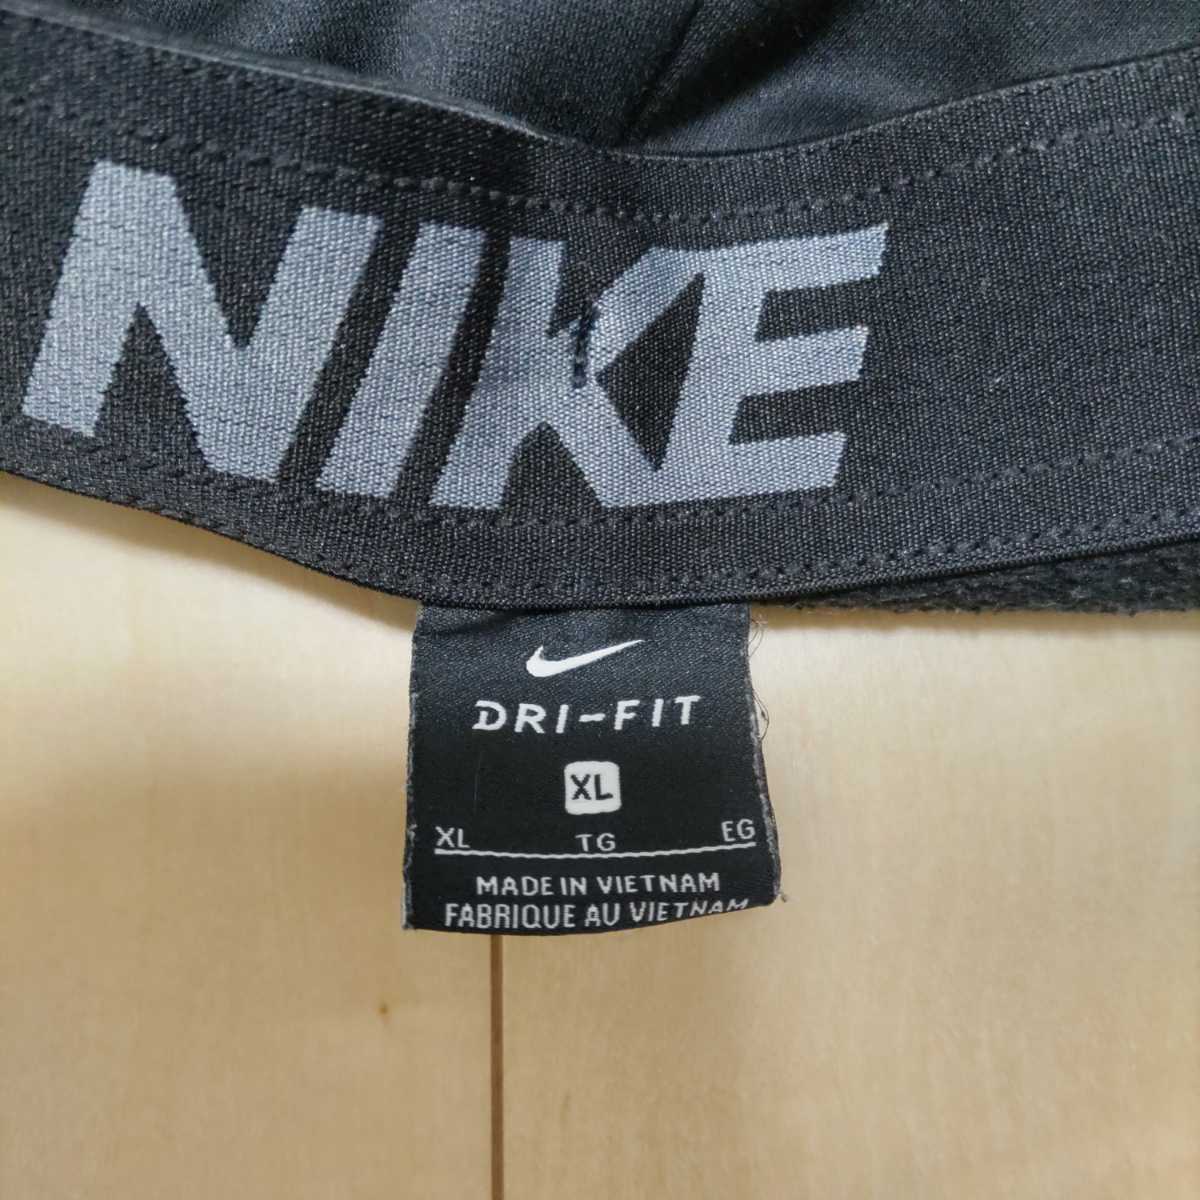 NIKE
DRI-FIT
XL
XL TG EG
MADE IN VIETNAM
FABRIQUE AU VIETNAM